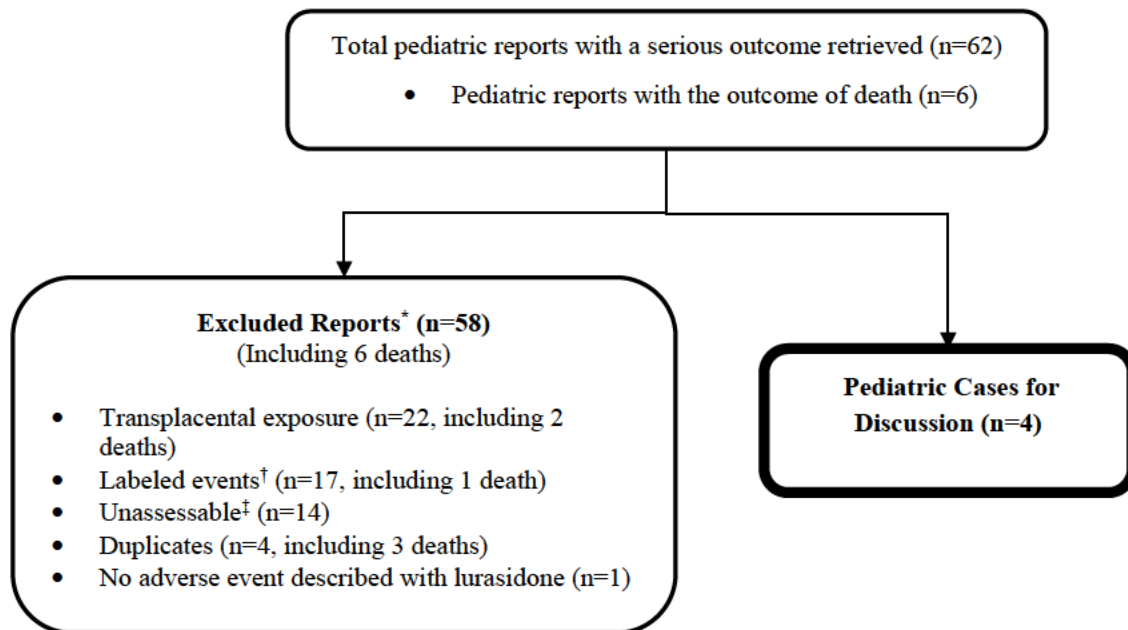 Total pediatric reports with a serious outcome retrieved (n=62)
• Pediatric reports with the outcome of death (n=6)
Excluded Reports* (n=58)
(Including 6 deaths)
• Transplacental exposure (n=22, including 2
deaths)
• Labeled events† (n=17, including 1 death)
• Unassessable‡ (n=14)
• Duplicates (n=4, including 3 deaths)
• No adverse event described with lurasidone (n=1)
Pediatric Cases for
Discussion (n=4)